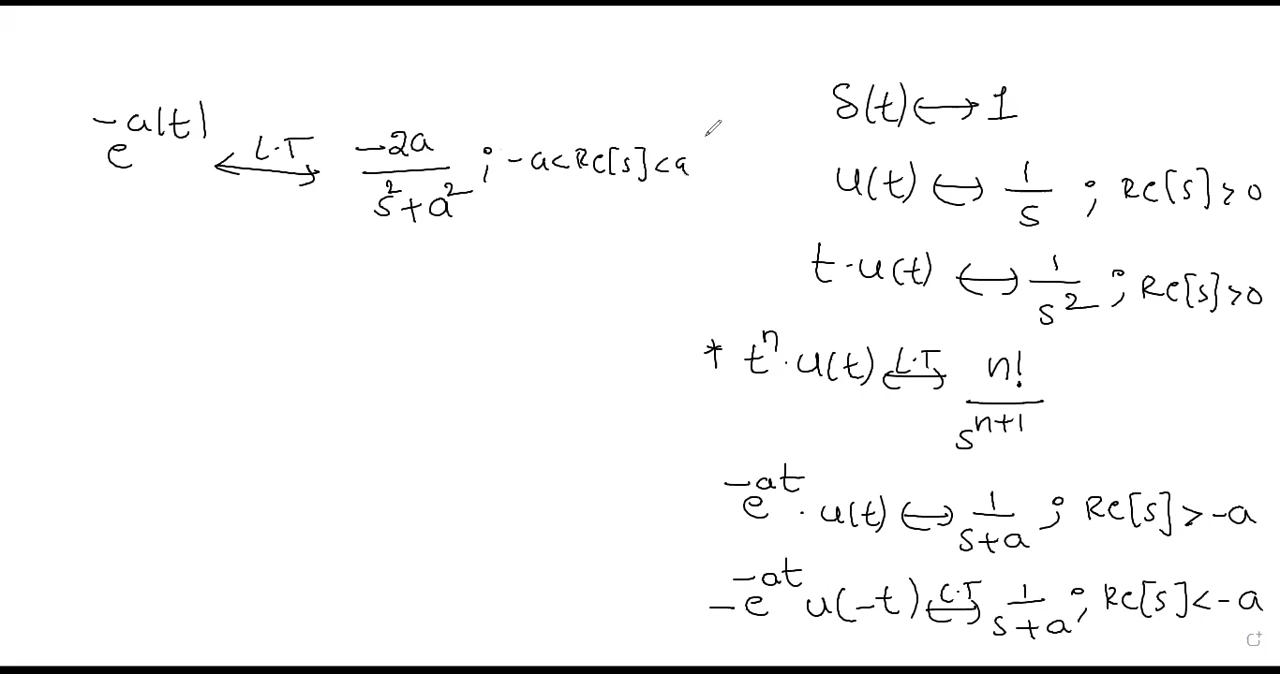 e^{-a|t|} ⟷ L.T -2a / s²+a² ; -a<Re[s]<a
δ(t) ⟷ 1
u(t) ⟷ 1/s ; Re[s]>0
t.u(t) ⟷ 1/s² ; Re[s]>0
* t^n.u(t) ⟷ L.T n! / s^{n+1}
e^{-at}.u(t) ⟷ 1/s+a ; Re[s]>-a
-e^{-at} u(-t) ⟷ L.T 1/s+a ; Re[s]<-a